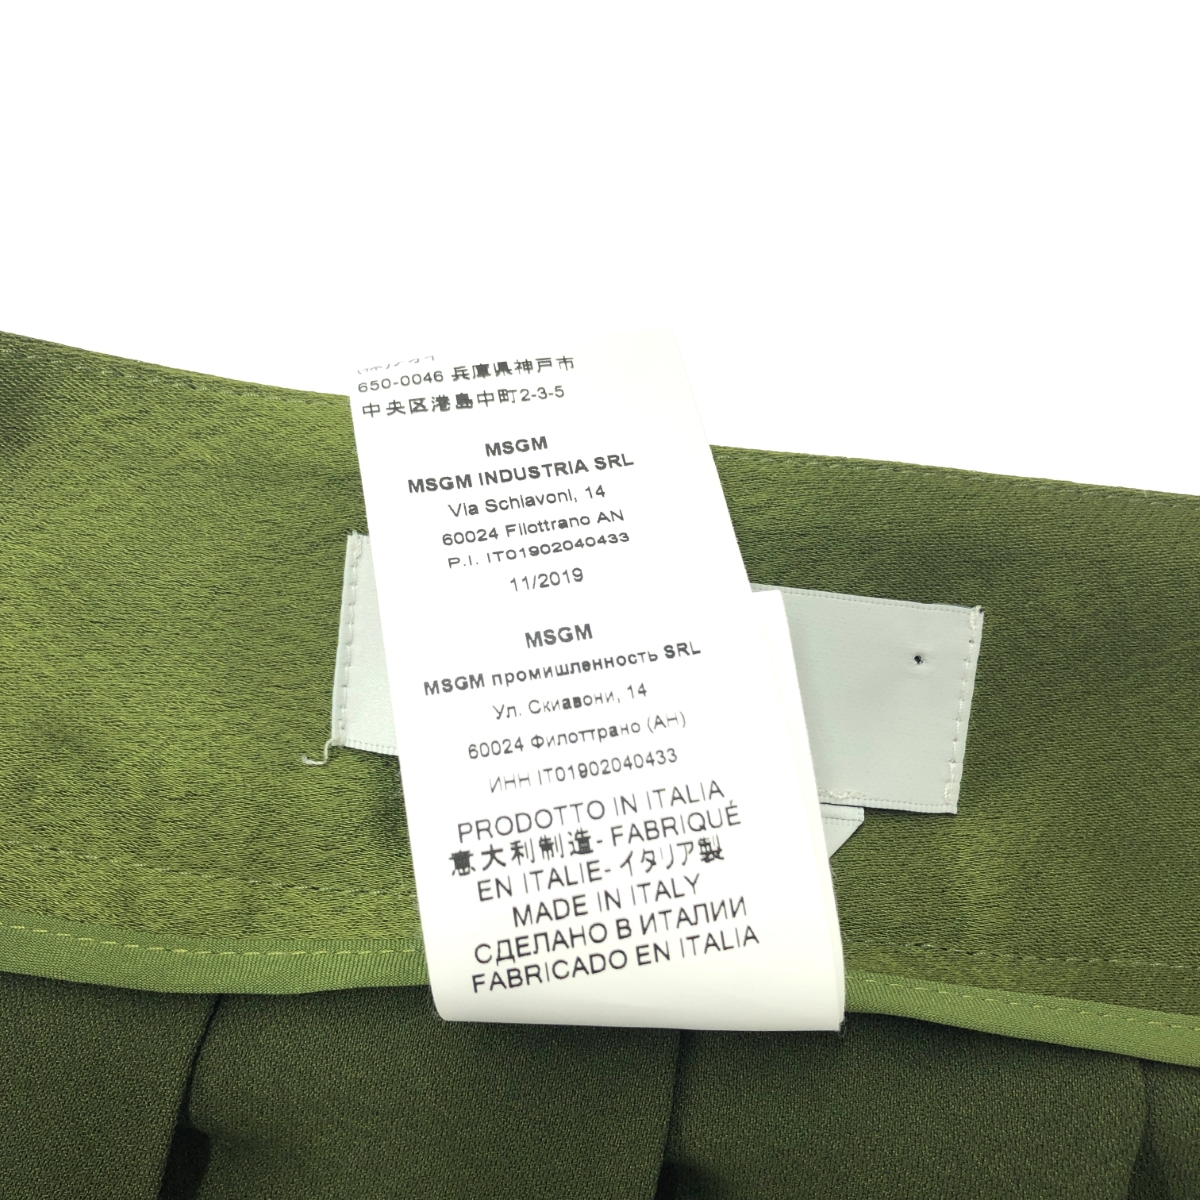 650-0046 兵庫県神戸市
中央区港島中町2-3-5
MSGM
MSGM INDUSTRIA SRL
Via Schiavoni, 14
60024 Filottrano AN
P.I. IT01902040433
11/2019
MSGM
MSGM промишленность SRL
Ул. Скиавони, 14
60024 Филоттрано (АН)
ИНН IT01902040433
PRODOTTO IN ITALIA
意大利制造- FABRIQUÉ
EN ITALIE- イタリア製
MADE IN ITALY
СДЕЛАНО В ИТАЛИИ
FABRICADO EN ITALIA